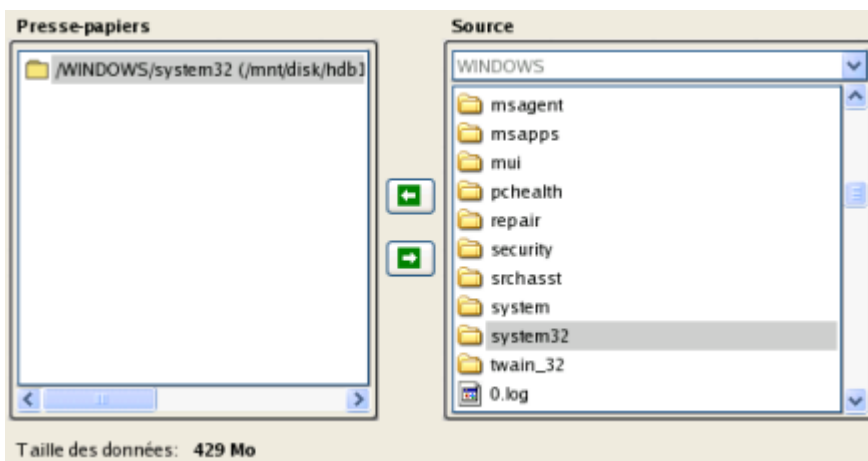 Presse-papiers
/WINDOWS/system32 (/mnt/disk/hdb1
Source
WINDOWS
msagent
msapps
mui
pchealth
repair
security
srchasst
system
system32
twain_32
0.log
Taille des données: 429 Mo